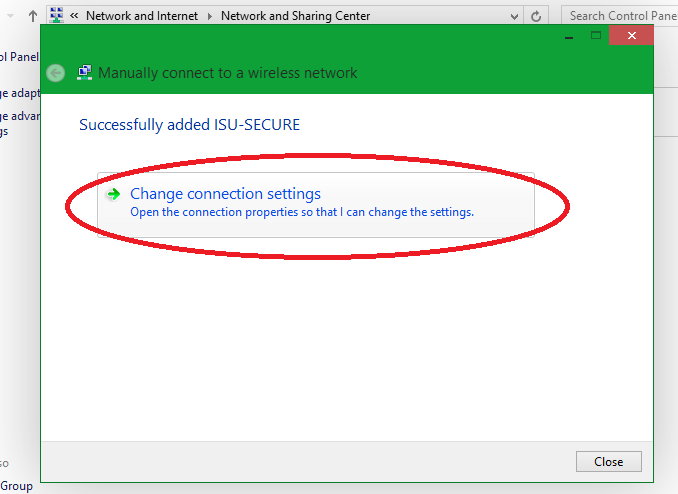 « Network and Internet Network and Sharing Center Search Control Pane
ol Panel
Manually connect to a wireless network
ge adapt
ge advan
gs
Successfully added ISU-SECURE
Change connection settings
Open the connection properties so that I can change the settings.
so
Close
Group